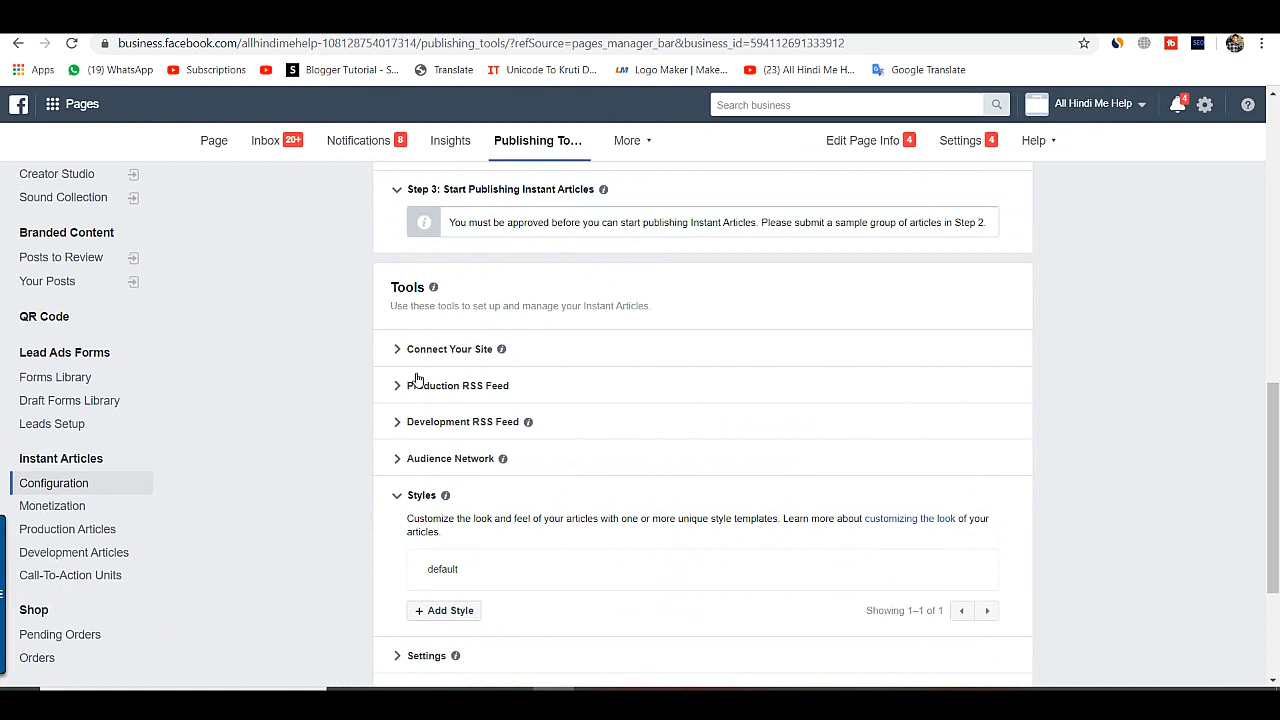 business.facebook.com/allhindimehelp-108128754017314/publishing_tools/?refSource=pages_manager_bar&business_id=594112691333912
Apps (19) WhatsApp Subscriptions Blogger Tutorial - S... Translate Unicode To Kruti D... Logo Maker | Make... (23) All Hindi Me H... Google Translate
Pages Search business All Hindi Me Help 4
Page Inbox 20+ Notifications 8 Insights Publishing To... More Edit Page Info 4 Settings 4 Help
Creator Studio
Sound Collection
Branded Content
Posts to Review
Your Posts
QR Code
Lead Ads Forms
Forms Library
Draft Forms Library
Leads Setup
Instant Articles
Configuration
Monetization
Production Articles
Development Articles
Call-To-Action Units
Shop
Pending Orders
Orders
Step 3: Start Publishing Instant Articles
You must be approved before you can start publishing Instant Articles. Please submit a sample group of articles in Step 2.
Tools
Use these tools to set up and manage your Instant Articles.
Connect Your Site
Production RSS Feed
Development RSS Feed
Audience Network
Styles
Customize the look and feel of your articles with one or more unique style templates. Learn more about customizing the look of your
articles.
default
+ Add Style Showing 1–1 of 1
Settings